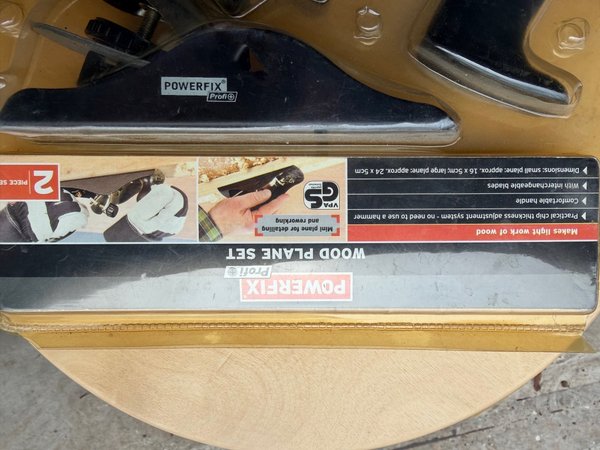 POWERFIX®
Profi+
POWERFIX
Profi+
WOOD PLANE SET
Makes light work of wood
Practical chip thickness adjustment system - no need to use a hammer
Comfortable handle
With interchangeable blades
Dimensions: small plane: approx. 16 x 5cm; large plane: approx. 24 x 5cm
VPA
GS
Mini plane for detailing
and reworking
2
PIECE SE